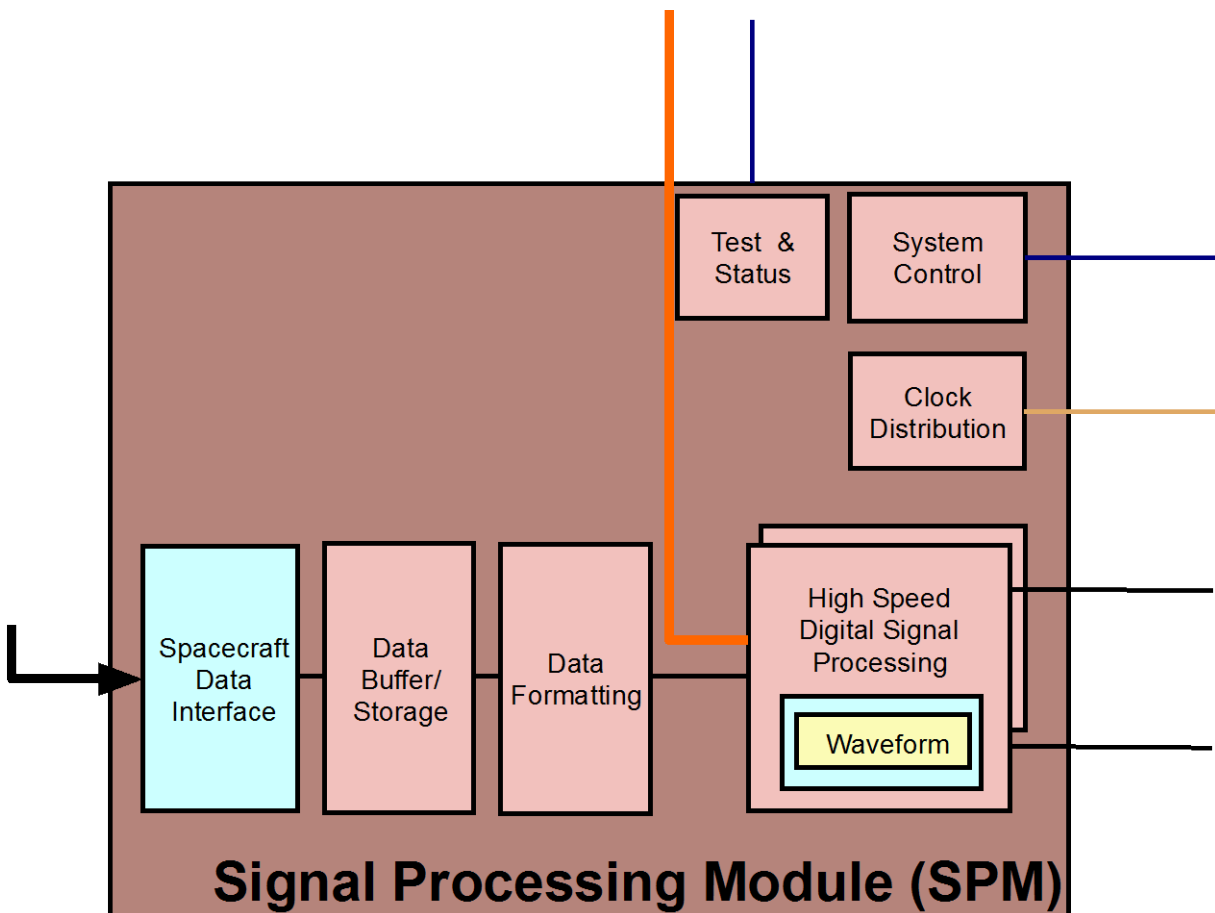 Test &
Status
System
Control
Clock
Distribution
Spacecraft
Data
Interface
Data
Buffer/
Storage
Data
Formatting
High Speed
Digital Signal
Processing
Waveform
Signal Processing Module (SPM)